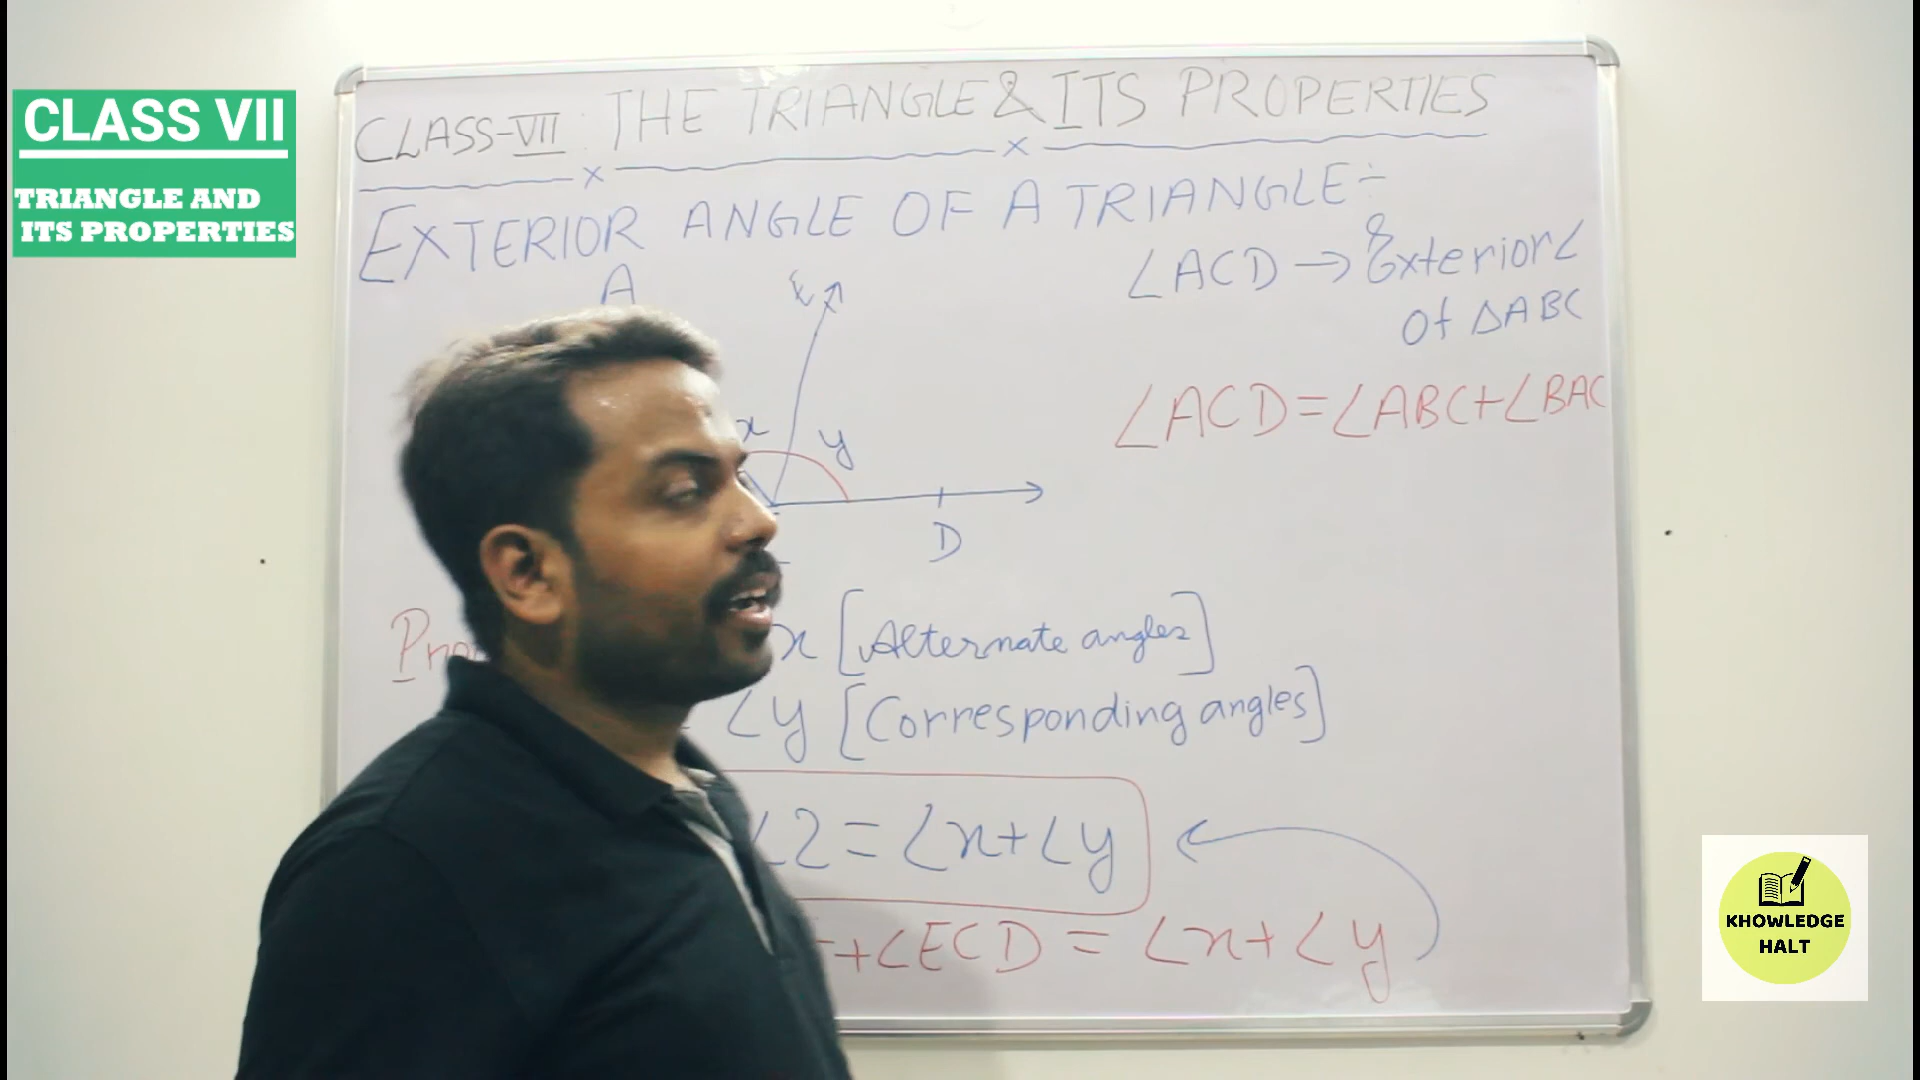 CLASS VII
TRIANGLE AND
ITS PROPERTIES
CLASS-VII : THE TRIANGLE & ITS PROPERTIES
EXTERIOR ANGLE OF A TRIANGLE:-
∠ACD → Exterior∠
of ΔABC
A
E
∠ACD=∠ABC+∠BAC
x
y
D
x [Alternate angles]
∠y [Corresponding angles]
∠2=∠x+∠y
+∠ECD = ∠x+∠y
KHOWLEDGE
HALT